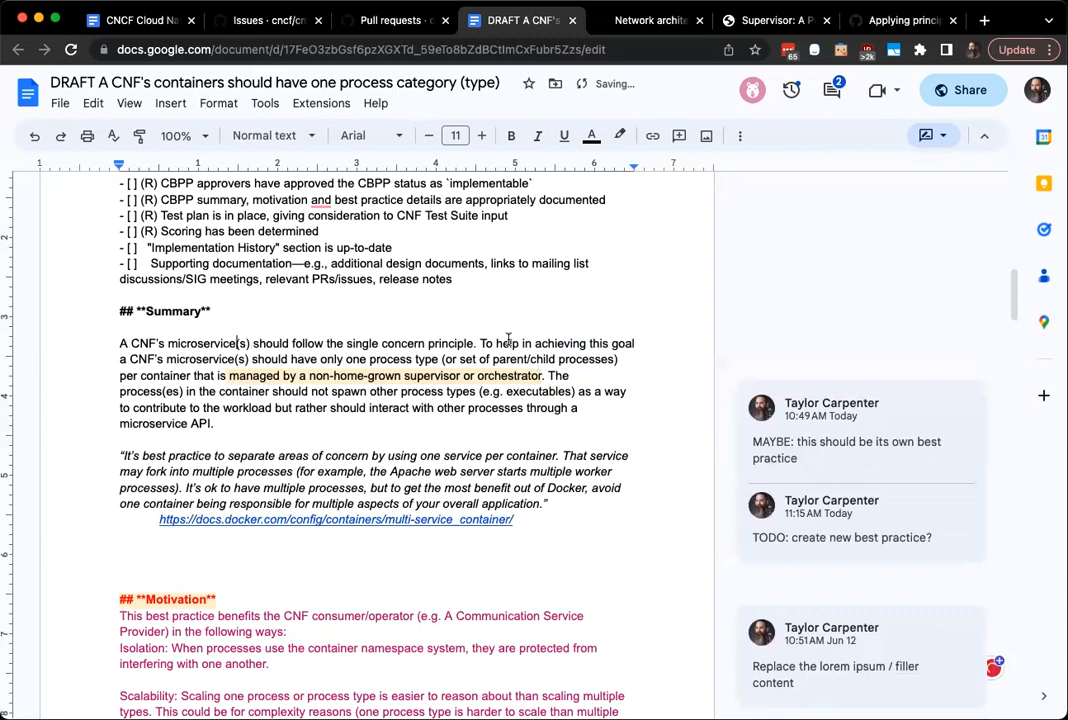 CNCF Cloud Na
Issues · cncf/cn
Pull requests · c
DRAFT A CNF's
Network archite
Supervisor: A P
Applying princi
docs.google.com/document/d/17FeO3zbGsf6pzXGXTd_59eTo8bZdBCtImCxFubr5Zzs/edit
65
>2k
Update
DRAFT A CNF's containers should have one process category (type)
Saving...
File Edit View Insert Format Tools Extensions Help
2
Share
100% Normal text Arial 11 B I U A
1 1 2 3 4 5 6 7
- [ ] (R) CBPP approvers have approved the CBPP status as `implementable`
- [ ] (R) CBPP summary, motivation and best practice details are appropriately documented
- [ ] (R) Test plan is in place, giving consideration to CNF Test Suite input
- [ ] (R) Scoring has been determined
- [ ] "Implementation History" section is up-to-date
- [ ] Supporting documentation—e.g., additional design documents, links to mailing list
discussions/SIG meetings, relevant PRs/issues, release notes
## **Summary**
A CNF's microservice(s) should follow the single concern principle. To help in achieving this goal
a CNF's microservice(s) should have only one process type (or set of parent/child processes)
per container that is managed by a non-home-grown supervisor or orchestrator. The
process(es) in the container should not spawn other process types (e.g. executables) as a way
to contribute to the workload but rather should interact with other processes through a
microservice API.
“It's best practice to separate areas of concern by using one service per container. That service
may fork into multiple processes (for example, the Apache web server starts multiple worker
processes). It's ok to have multiple processes, but to get the most benefit out of Docker, avoid
one container being responsible for multiple aspects of your overall application.”
https://docs.docker.com/config/containers/multi-service_container/
## **Motivation**
This best practice benefits the CNF consumer/operator (e.g. A Communication Service
Provider) in the following ways:
Isolation: When processes use the container namespace system, they are protected from
interfering with one another.
Scalability: Scaling one process or process type is easier to reason about than scaling multiple
types. This could be for complexity reasons (one process type is harder to scale than multiple
Taylor Carpenter
10:49 AM Today
MAYBE: this should be its own best
practice
Taylor Carpenter
11:15 AM Today
TODO: create new best practice?
Taylor Carpenter
10:51 AM Jun 12
Replace the lorem ipsum / filler
content